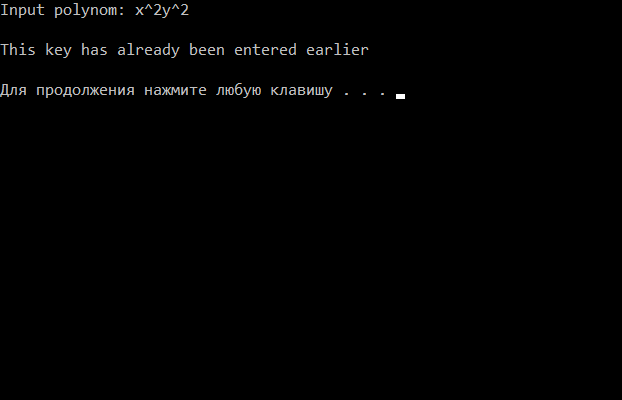 Input polynom: x^2y^2
This key has already been entered earlier
Для продолжения нажмите любую клавишу . . .